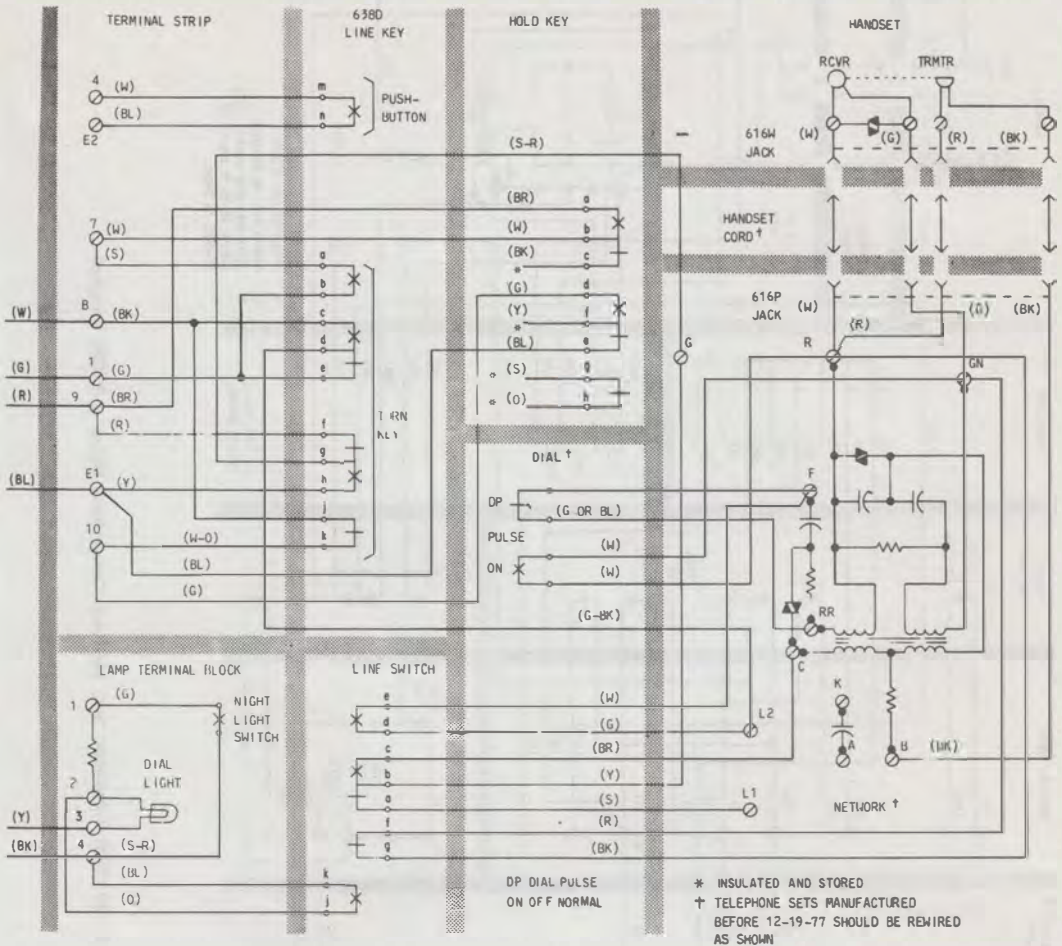 TERMINAL STRIP
638D
LINE KEY
HOLD KEY
HANDSET
RCVR
TRMTR
4
(W)
(BL)
E2
m
n
PUSH-
BUTTON
616W
JACK
(W)
(G)
(R)
(BK)
(S-R)
HANDSET
CORD †
7
(W)
(S)
(BR)
(W)
(BK)
*
(G)
(Y)
*
(BL)
* (S)
* (O)
a
b
c
d
f
e
g
h
616P
JACK
(W)
(G)
(BK)
(R)
R
G
GN
(W)
B
(BK)
(G)
1
(G)
(R)
9
(BR)
(R)
(BL)
E1
(Y)
10
(W-O)
(BL)
(G)
a
b
c
d
e
f
g
h
j
k
TURN
KEY
DIAL †
DP
PULSE
ON
(G OR BL)
(W)
(W)
(G-BK)
F
RR
C
K
A
B
(BK)
NETWORK †
LAMP TERMINAL BLOCK
1
(G)
NIGHT
LIGHT
SWITCH
2
DIAL
LIGHT
(Y)
3
(BK)
4
(S-R)
(BL)
(O)
LINE SWITCH
e
d
c
b
a
f
g
k
j
(W)
(G)
(BR)
(Y)
(S)
(R)
(BK)
L2
L1
DP DIAL PULSE
ON OFF NORMAL
* INSULATED AND STORED
† TELEPHONE SETS MANUFACTURED
BEFORE 12-19-77 SHOULD BE REWIRED
AS SHOWN